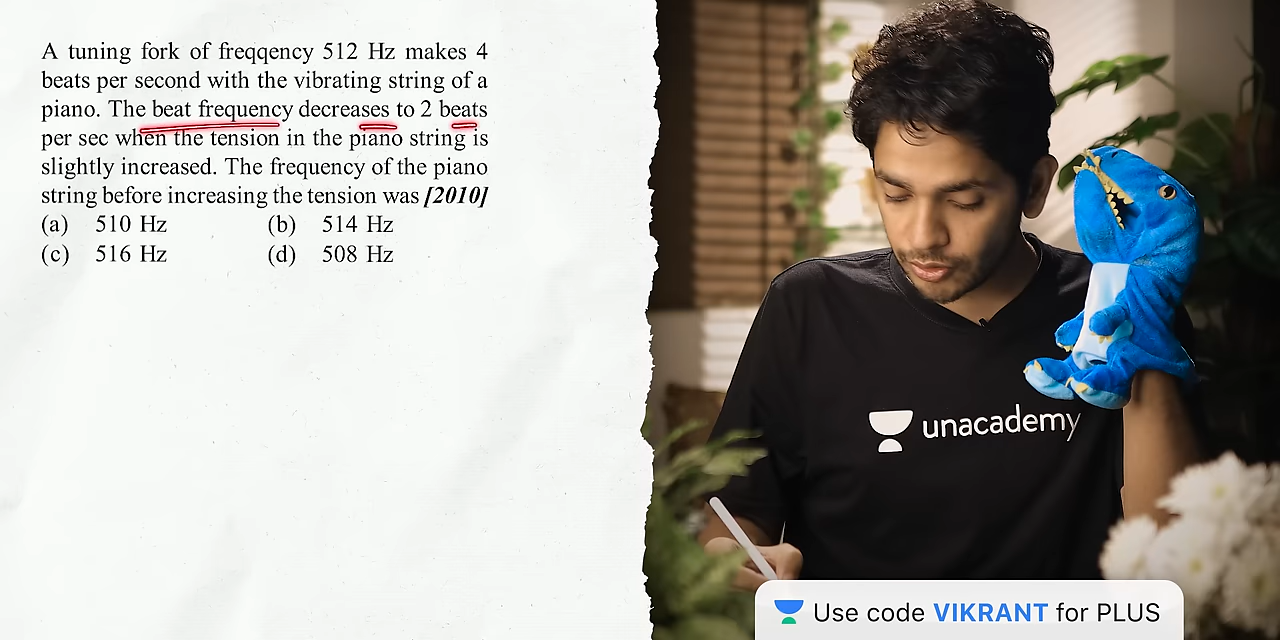 A tuning fork of freqqency 512 Hz makes 4
beats per second with the vibrating string of a
piano. The beat frequency decreases to 2 beats
per sec when the tension in the piano string is
slightly increased. The frequency of the piano
string before increasing the tension was [2010]
(a) 510 Hz (b) 514 Hz
(c) 516 Hz (d) 508 Hz
unacademy
Use code VIKRANT for PLUS